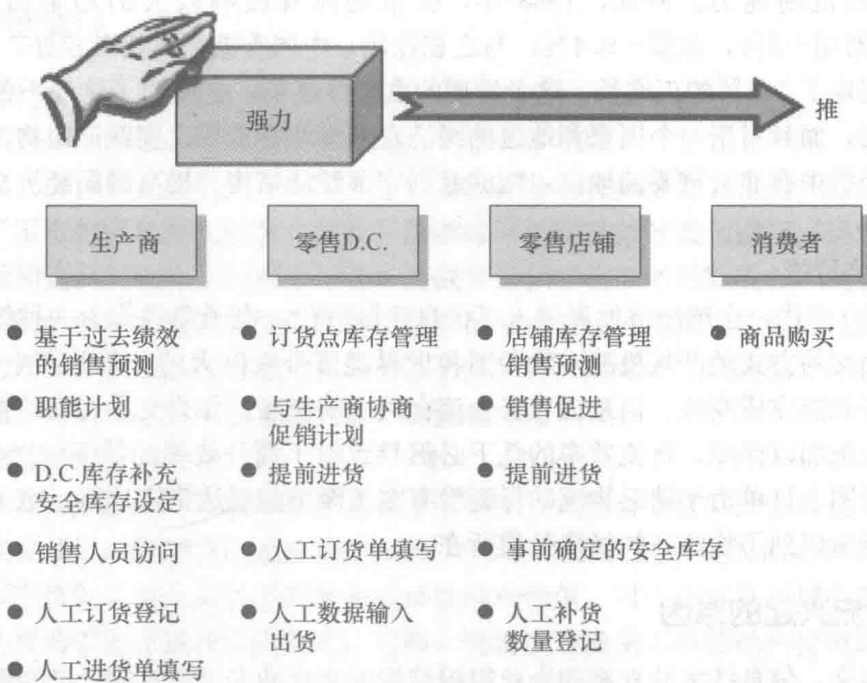 强力
推
生产商
零售D.C.
零售店铺
消费者
● 基于过去绩效
的销售预测
● 职能计划
● D.C.库存补充
安全库存设定
● 销售人员访问
● 人工订货登记
● 人工进货单填写
● 订货点库存管理
● 与生产商协商
促销计划
● 提前进货
● 人工订货单填写
● 人工数据输入
出货
● 店铺库存管理
销售预测
● 销售促进
● 提前进货
● 事前确定的安全库存
● 人工补货
数量登记
● 商品购买